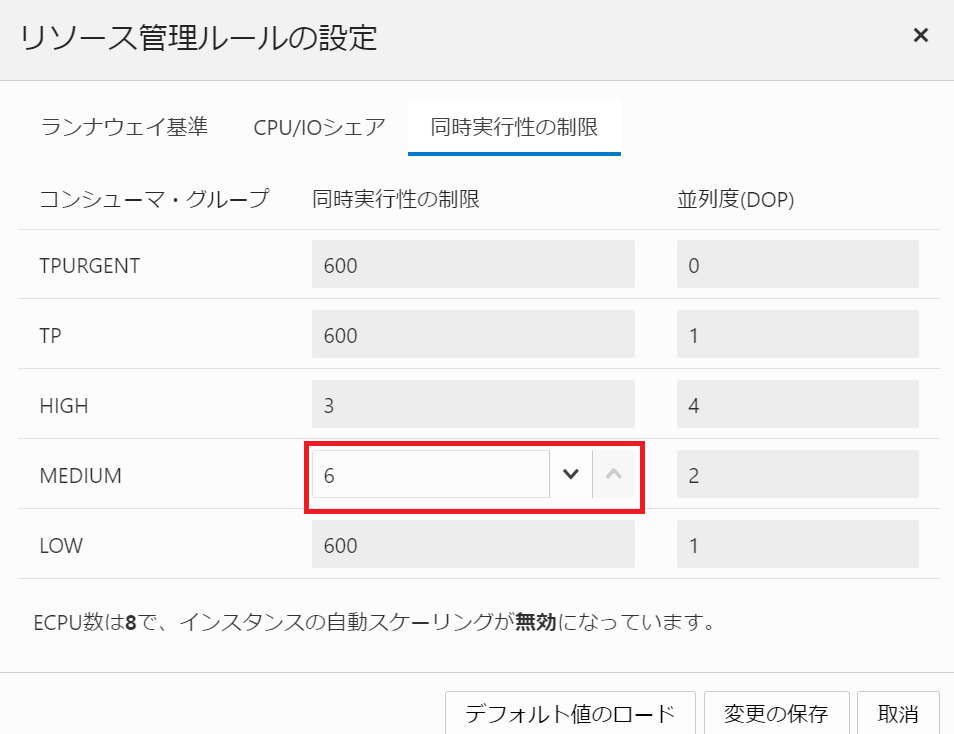 リソース管理ルールの設定
ランナウェイ基準 CPU/IOシェア 同時実行性の制限
コンシューマ・グループ 同時実行性の制限 並列度(DOP)
TPURGENT 600 0
TP 600 1
HIGH 3 4
MEDIUM 6 2
LOW 600 1
ECPU数は8で、インスタンスの自動スケーリングが無効になっています。
デフォルト値のロード 変更の保存 取消